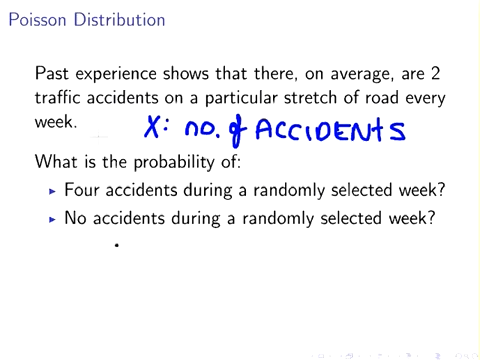 Poisson Distribution
Past experience shows that there, on average, are 2
traffic accidents on a particular stretch of road every
week.
X: no. of ACCIDENTS
What is the probability of:
Four accidents during a randomly selected week?
No accidents during a randomly selected week?